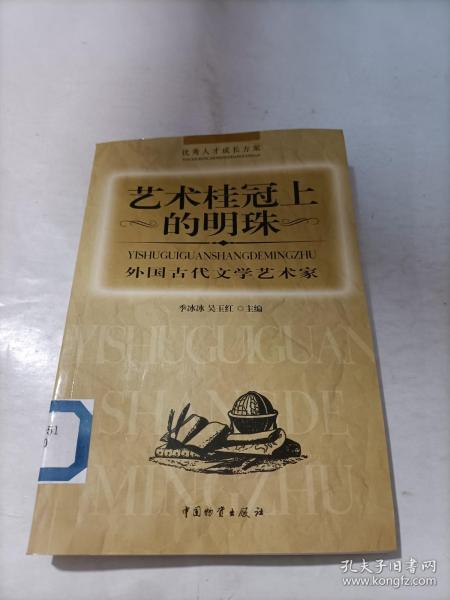 优秀人才成长方案
艺术桂冠上
的明珠
YISHUGUIGUANSHANGDEMINGZHU
外国古代文学艺术家
季冰冰 吴玉红 主编
YISHUGUIGUAN
SHANGDE
MINGZHU
51
中国物资出版社
孔夫子旧书网
www.kongfz.com